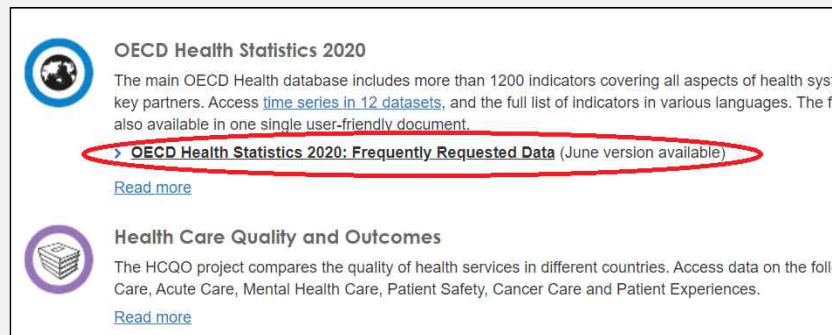 OECD Health Statistics 2020
The main OECD Health database includes more than 1200 indicators covering all aspects of health sys
key partners. Access time series in 12 datasets, and the full list of indicators in various languages. The f
also available in one single user-friendly document.
> OECD Health Statistics 2020: Frequently Requested Data (June version available)
Read more
Health Care Quality and Outcomes
The HCQO project compares the quality of health services in different countries. Access data on the foll
Care, Acute Care, Mental Health Care, Patient Safety, Cancer Care and Patient Experiences.
Read more